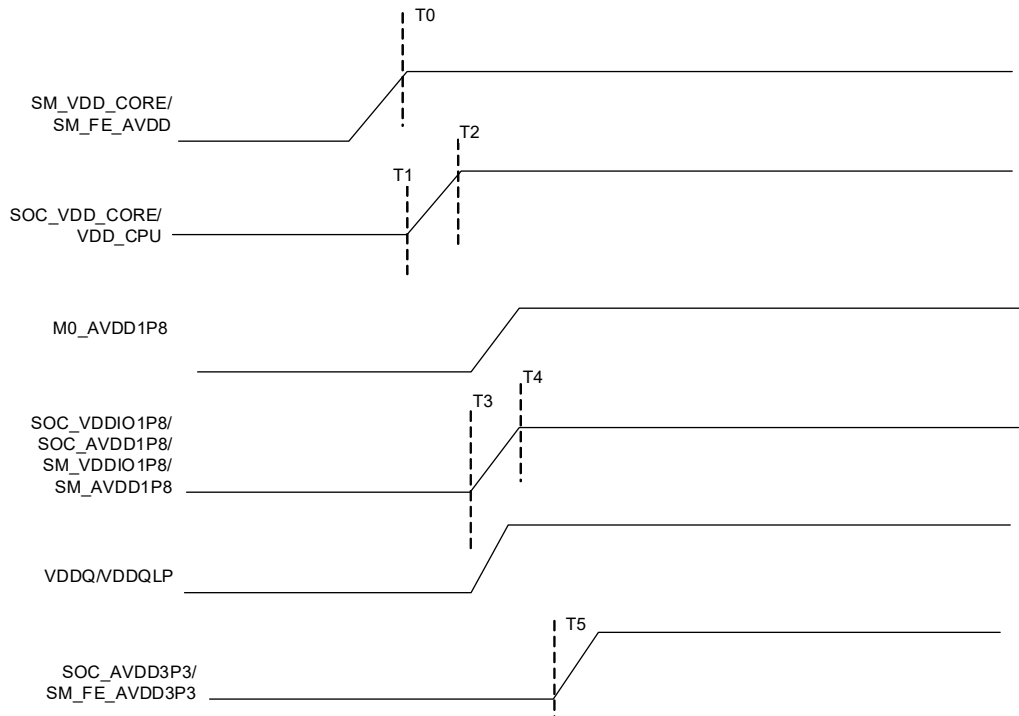 T0
SM_VDD_CORE/
SM_FE_AVDD
T2
T1
SOC_VDD_CORE/
VDD_CPU
M0_AVDD1P8
T4
T3
SOC_VDDIO1P8/
SOC_AVDD1P8/
SM_VDDIO1P8/
SM_AVDD1P8
VDDQ/VDDQLP
T5
SOC_AVDD3P3/
SM_FE_AVDD3P3